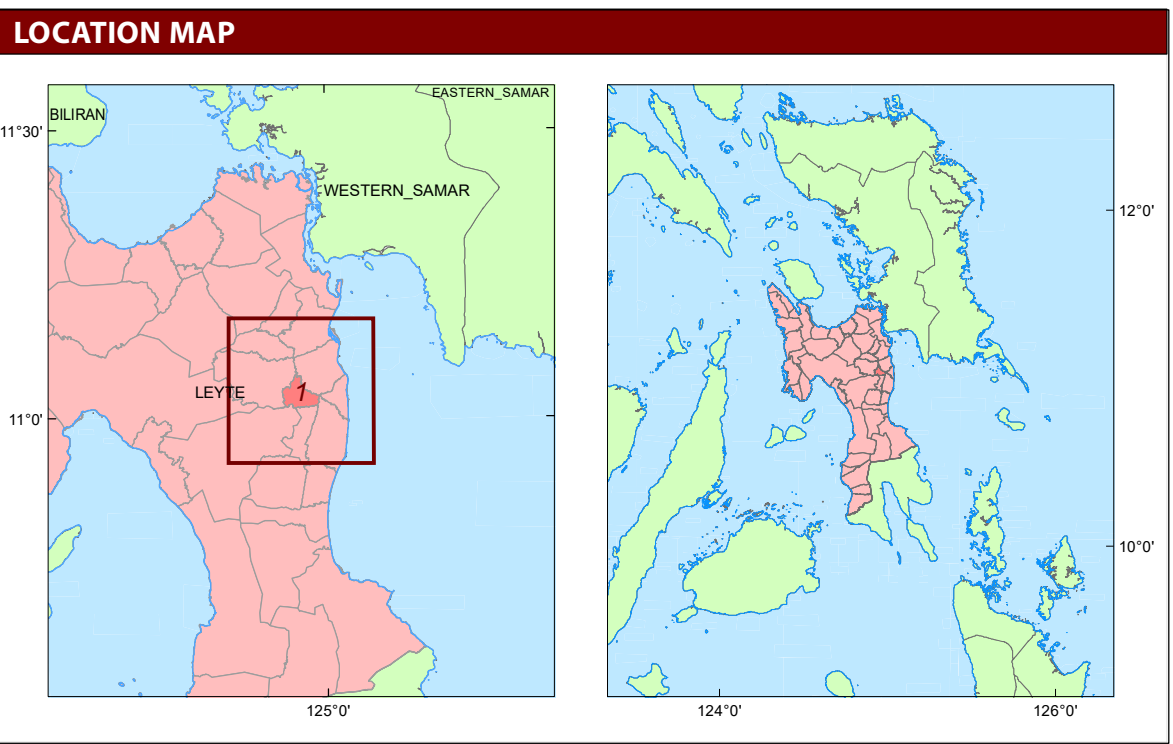 LOCATION MAP
EASTERN_SAMAR
BILIRAN
11°30'
WESTERN_SAMAR
LEYTE
1
11°0'
125°0'
12°0'
10°0'
124°0'
126°0'